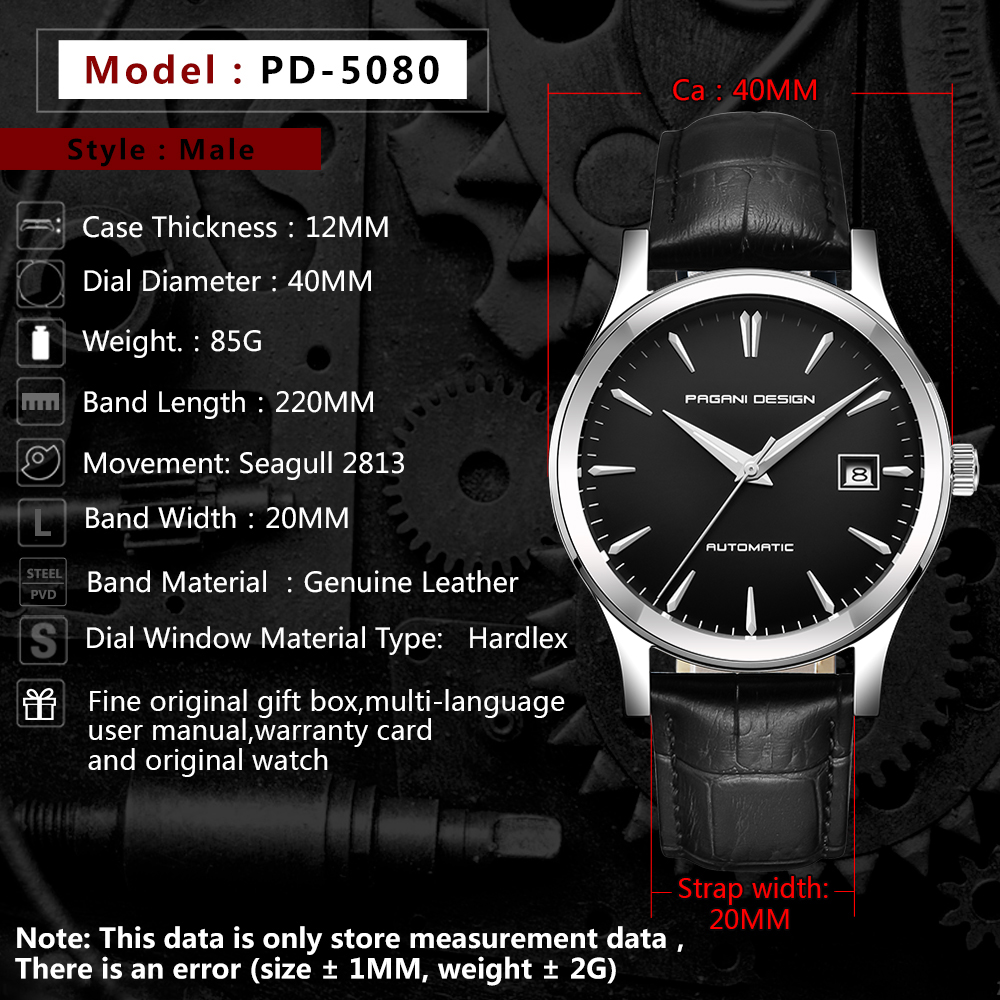 Model : PD-5080
Ca : 40MM
Style : Male
Case Thickness : 12MM
Dial Diameter : 40MM
Weight. : 85G
Band Length : 220MM
Movement: Seagull 2813
L
Band Width : 20MM
STEEL
PVD
Band Material : Genuine Leather
S
Dial Window Material Type: Hardlex
Fine original gift box,multi-language
user manual,warranty card
and original watch
PAGANI DESIGN
8
AUTOMATIC
Strap width:
20MM
Note: This data is only store measurement data ,
There is an error (size ± 1MM, weight ± 2G)